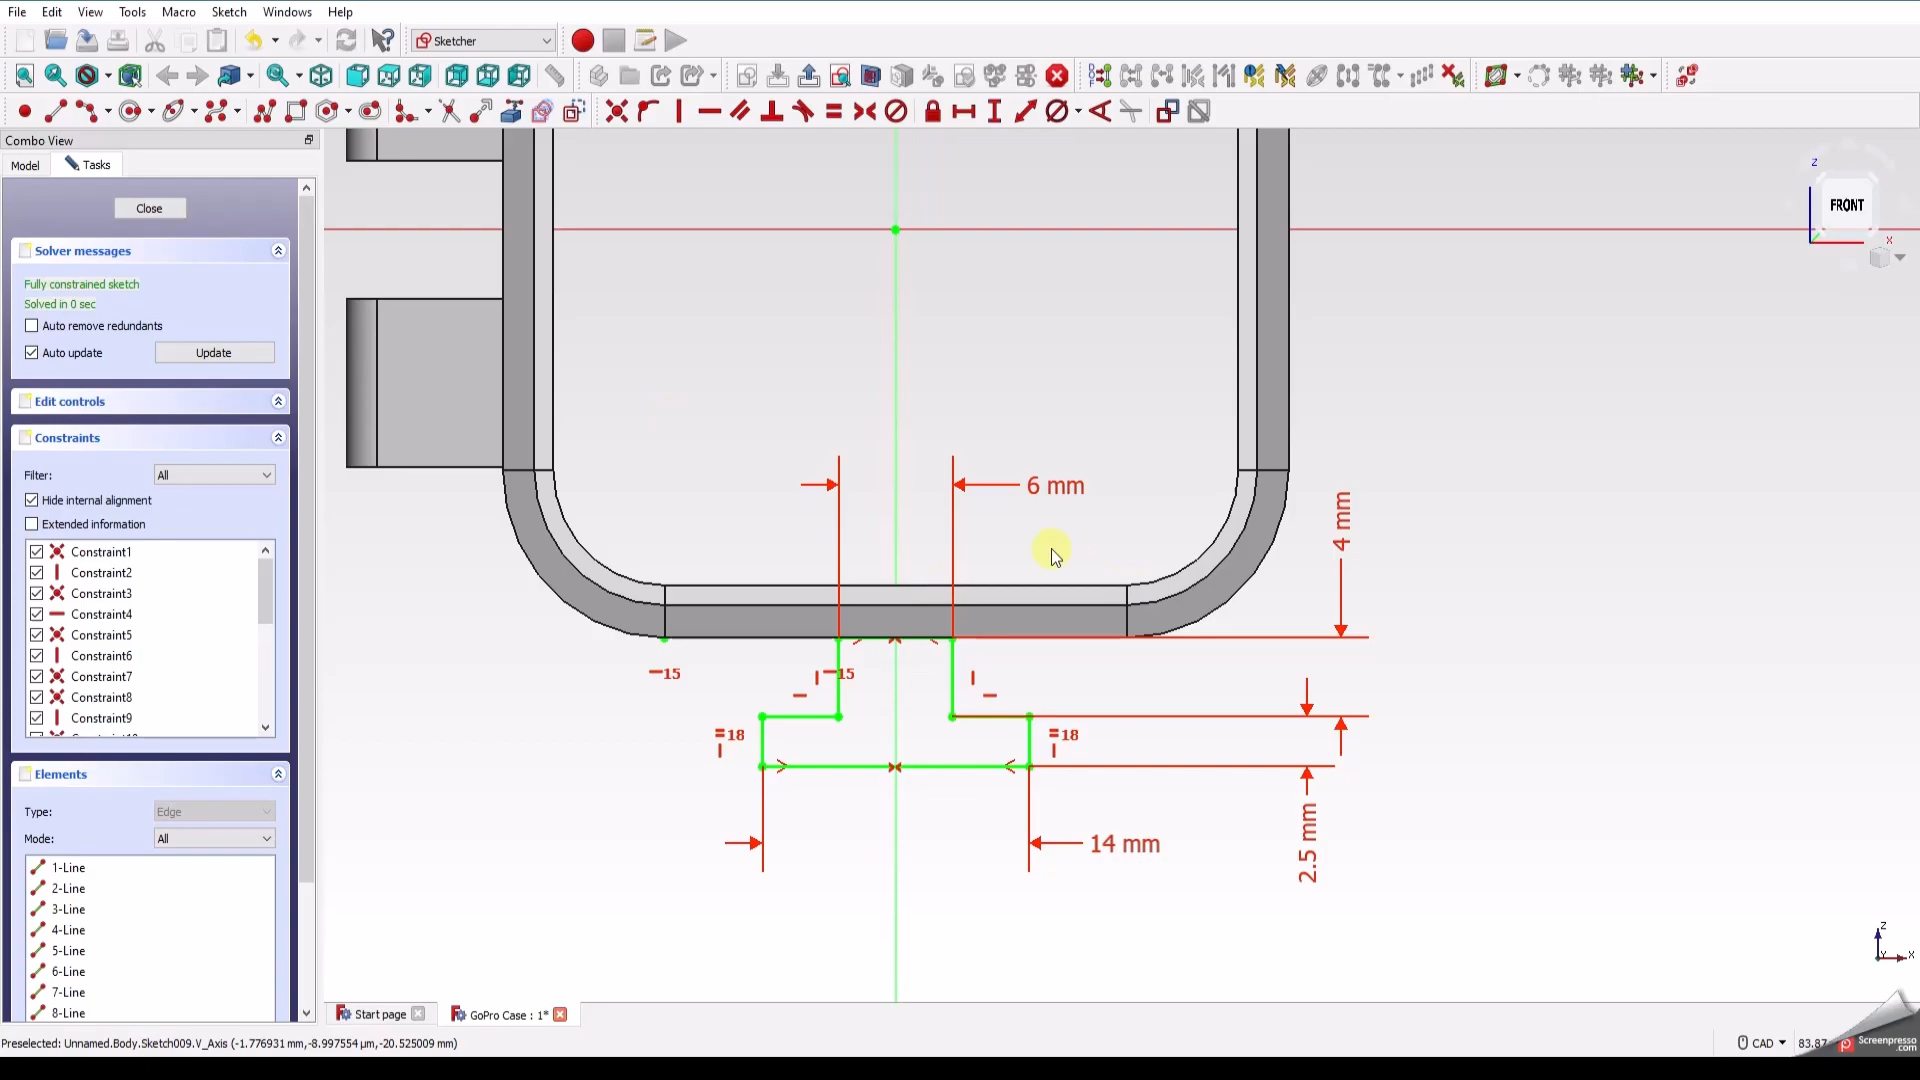 File Edit View Tools Macro Sketch Windows Help
Sketcher
Combo View
Model Tasks
Close
Solver messages
Fully constrained sketch
Solved in 0 sec
Auto remove redundants
Auto update Update
Edit controls
Constraints
Filter: All
Hide internal alignment
Extended information
Constraint1
Constraint2
Constraint3
Constraint4
Constraint5
Constraint6
Constraint7
Constraint8
Constraint9
Elements
Type: Edge
Mode: All
1-Line
2-Line
3-Line
4-Line
5-Line
6-Line
7-Line
8-Line
Z
FRONT
X
6 mm
4 mm
15
15
18
18
14 mm
2.5 mm
Z
Y
X
Start page GoPro Case : 1*
Preselected: Unnamed.Body.Sketch009.V_Axis (-1.776931 mm,-8.997554 µm,-20.525009 mm)
CAD 83.87
Screenpresso
.com